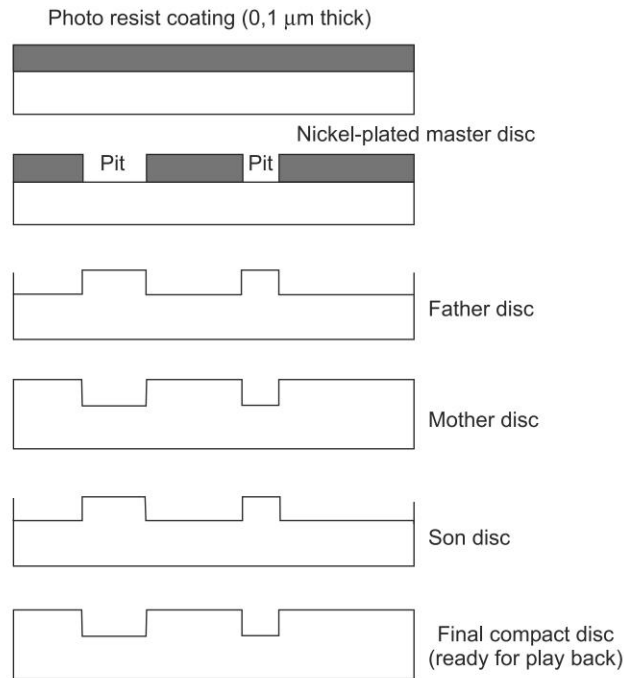 Photo resist coating (0,1 μm thick)
Nickel-plated master disc
Pit
Pit
Father disc
Mother disc
Son disc
Final compact disc
(ready for play back)